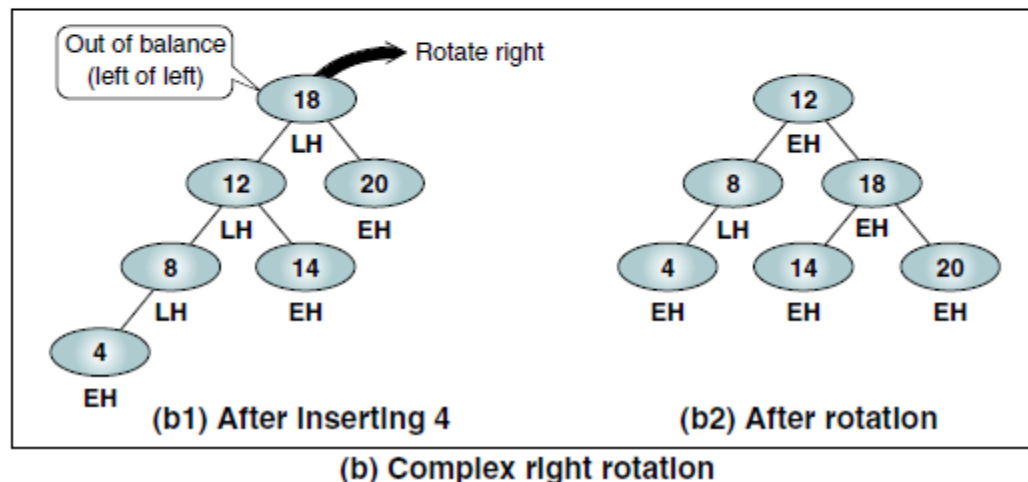 Out of balance
(left of left)
Rotate right
18
LH
12
LH
20
EH
8
LH
14
EH
4
EH
(b1) After inserting 4
12
EH
8
LH
18
EH
4
EH
14
EH
20
EH
(b2) After rotation
(b) Complex right rotation